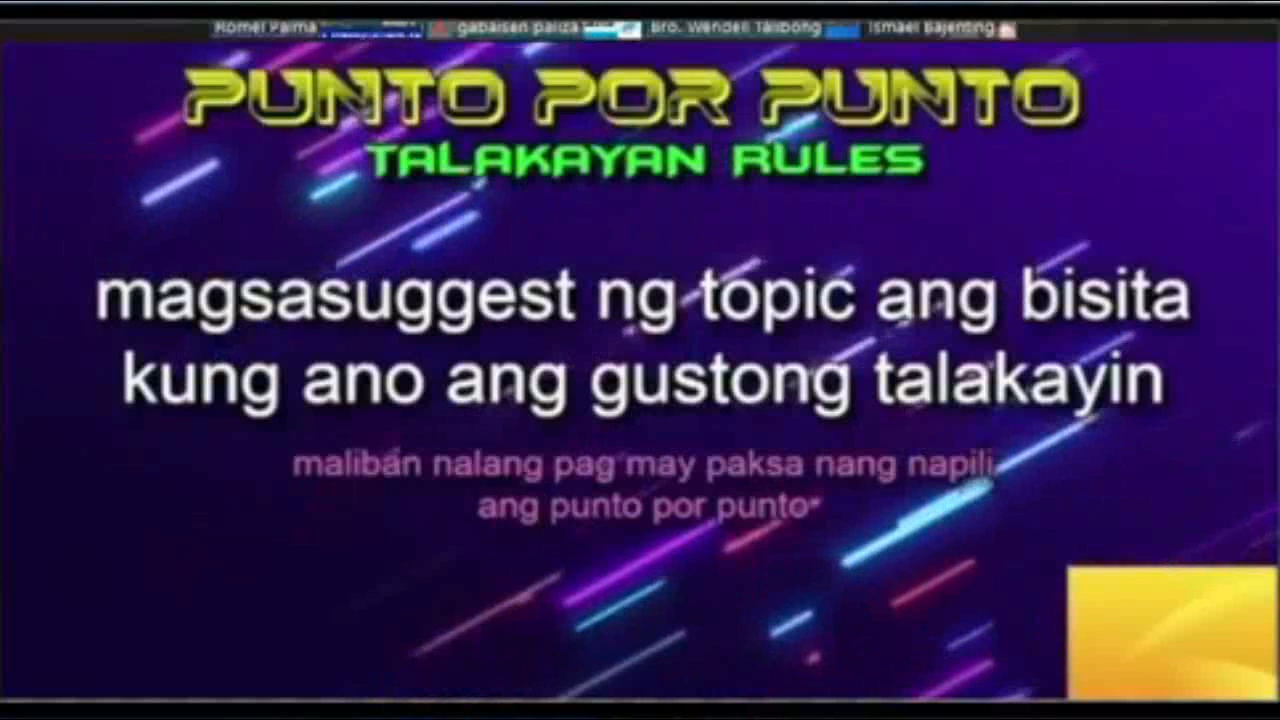 Romel Palma gabaisen paliza Bro. Wendell Talibong Ismael Bajenting
PUNTO POR PUNTO
TALAKAYAN RULES
magsasuggest ng topic ang bisita
kung ano ang gustong talakayin
maliban nalang pag may paksa nang napili
ang punto por punto*